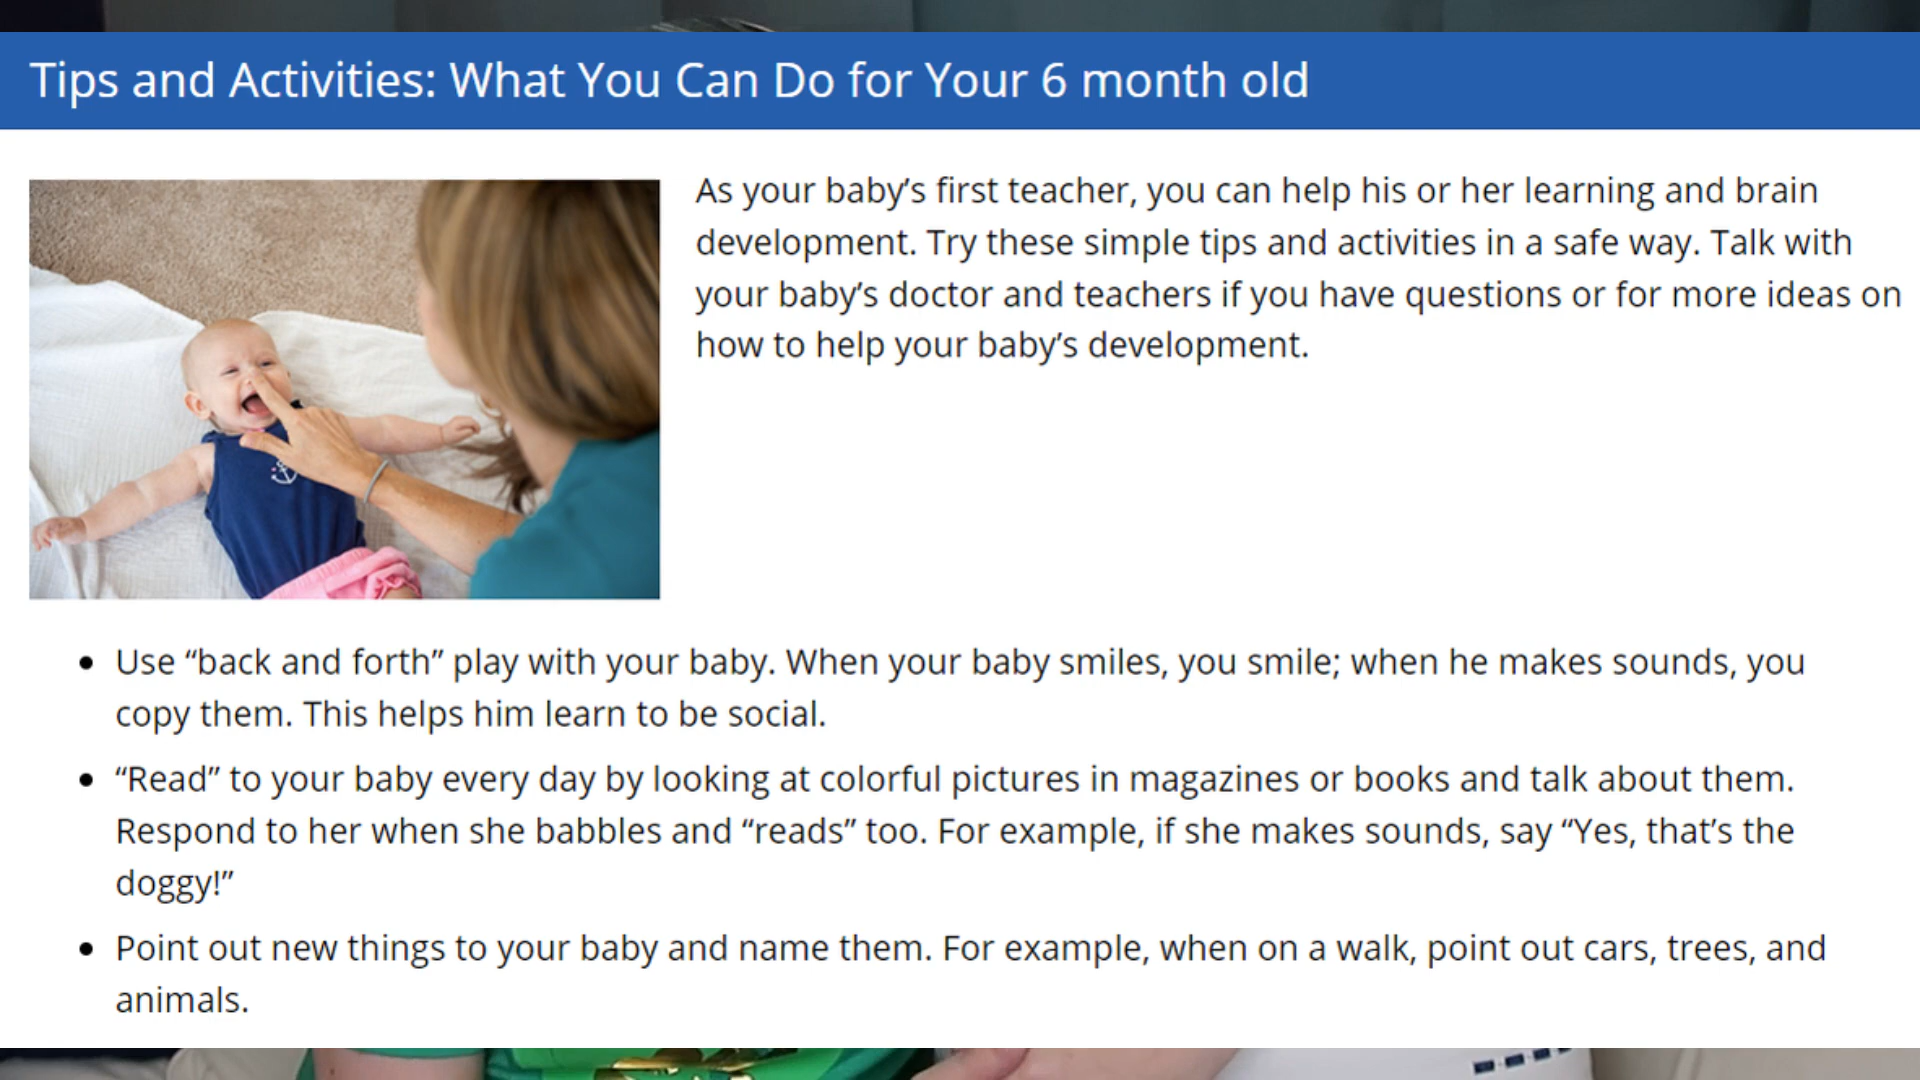 Tips and Activities: What You Can Do for Your 6 month old
As your baby’s first teacher, you can help his or her learning and brain
development. Try these simple tips and activities in a safe way. Talk with
your baby’s doctor and teachers if you have questions or for more ideas on
how to help your baby’s development.
• Use “back and forth” play with your baby. When your baby smiles, you smile; when he makes sounds, you
copy them. This helps him learn to be social.
• “Read” to your baby every day by looking at colorful pictures in magazines or books and talk about them.
Respond to her when she babbles and “reads” too. For example, if she makes sounds, say “Yes, that’s the
doggy!”
• Point out new things to your baby and name them. For example, when on a walk, point out cars, trees, and
animals.